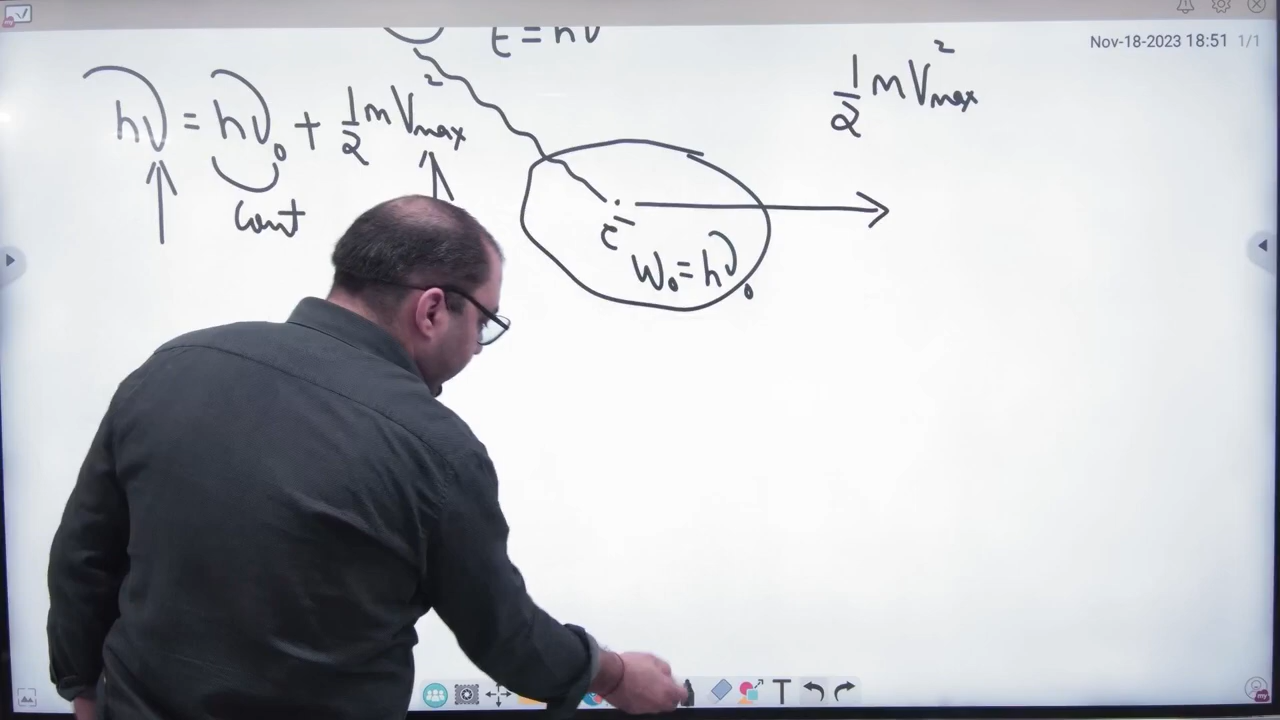 E = hν
Nov-18-2023 18:51 1/1
hν = hν₀ + 1/2 mV²max
1/2 mV²max
Cont
e⁻
W₀ = hν₀
T